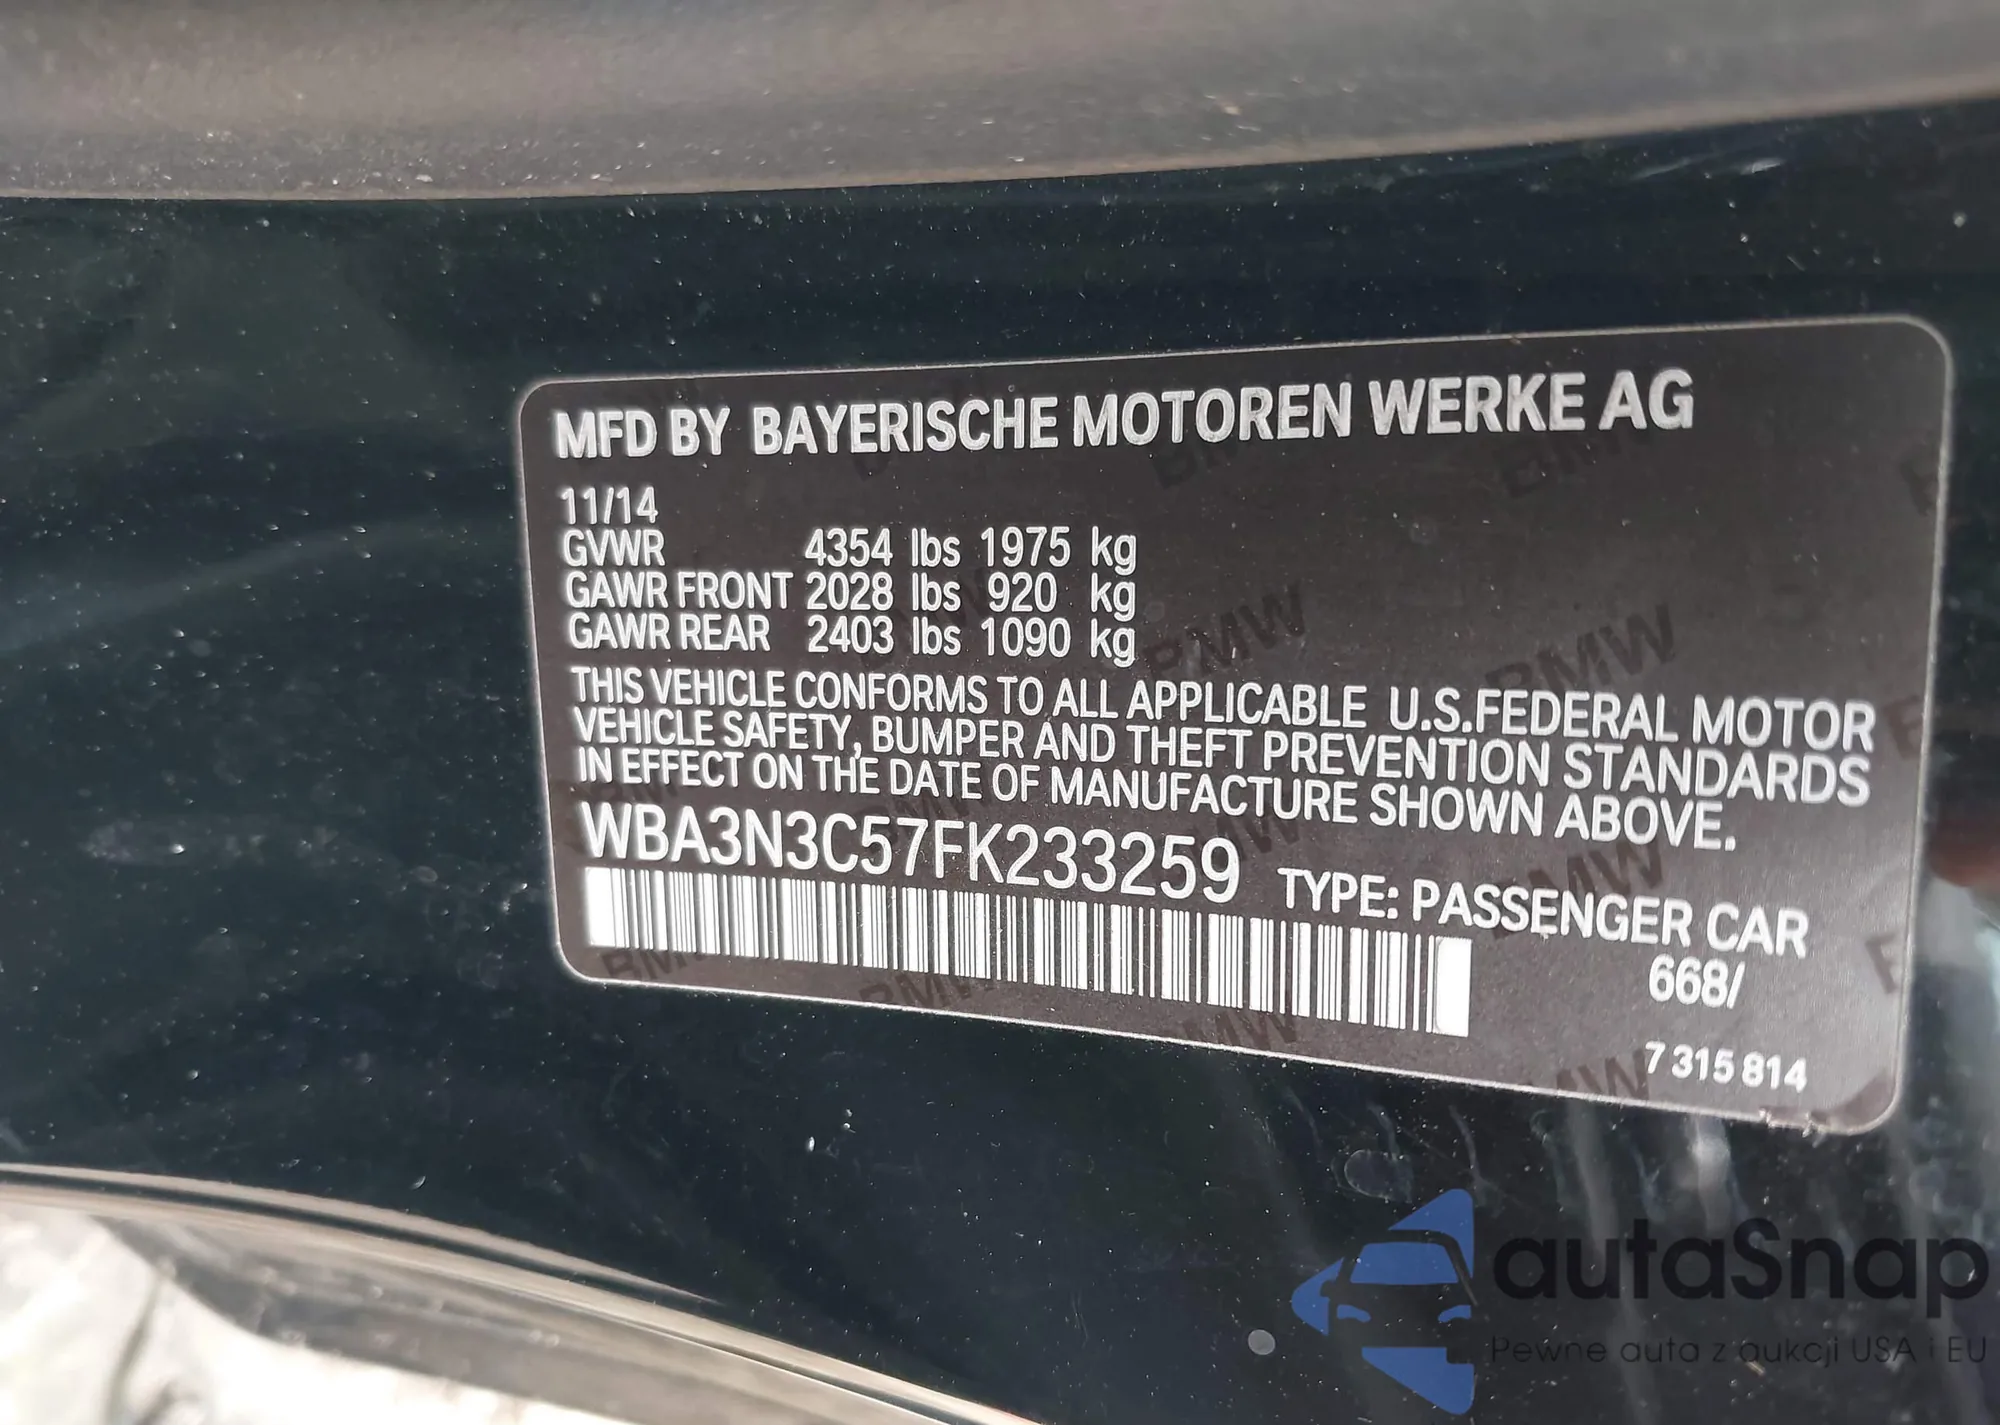 MFD BY BAYERISCHE MOTOREN WERKE AG
11/14
GVWR 4354 lbs 1975 kg
GAWR FRONT 2028 lbs 920 kg
GAWR REAR 2403 lbs 1090 kg
THIS VEHICLE CONFORMS TO ALL APPLICABLE U.S.FEDERAL MOTOR
VEHICLE SAFETY, BUMPER AND THEFT PREVENTION STANDARDS
IN EFFECT ON THE DATE OF MANUFACTURE SHOWN ABOVE.
WBA3N3C57FK233259 TYPE: PASSENGER CAR
668/
7 315 814
autaSnap
Pewne auta z aukcji USA i EU